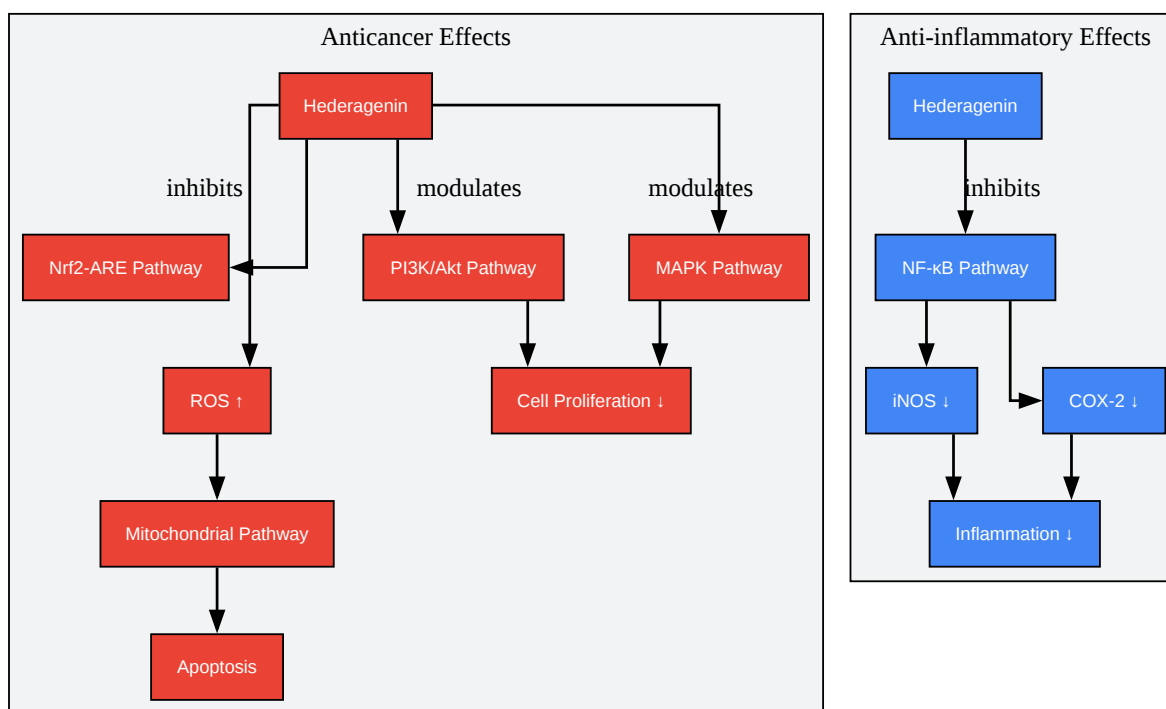 Anticancer Effects
Hederagenin
inhibits
modulates
modulates
Nrf2-ARE Pathway
PI3K/Akt Pathway
MAPK Pathway
ROS ↑
Cell Proliferation ↓
Mitochondrial Pathway
Apoptosis
Anti-inflammatory Effects
Hederagenin
inhibits
NF-κB Pathway
iNOS ↓
COX-2 ↓
Inflammation ↓